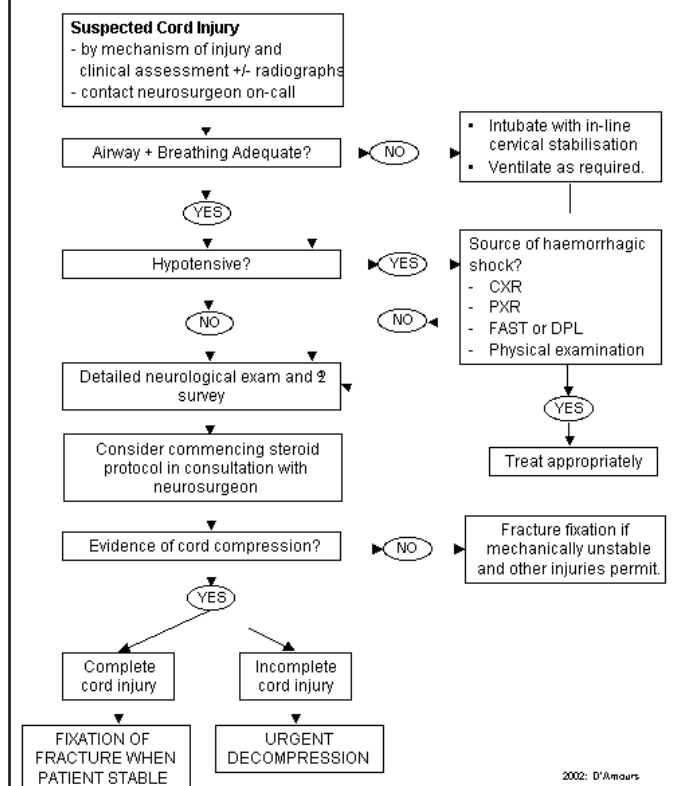 Suspected Cord Injury
- by mechanism of injury and
clinical assessment +/- radiographs
- contact neurosurgeon on-call
Airway + Breathing Adequate?
NO
▪ Intubate with in-line
cervical stabilisation
▪ Ventilate as required.
YES
Hypotensive?
YES
Source of haemorrhagic
shock?
- CXR
- PXR
- FAST or DPL
- Physical examination
NO
NO
YES
Treat appropriately
Detailed neurological exam and
survey
Consider commencing steroid
protocol in consultation with
neurosurgeon
Evidence of cord compression?
NO
Fracture fixation if
mechanically unstable
and other injuries permit.
YES
Complete
cord injury
Incomplete
cord injury
FIXATION OF
FRACTURE WHEN
PATIENT STABLE
URGENT
DECOMPRESSION
2002: D'Amours